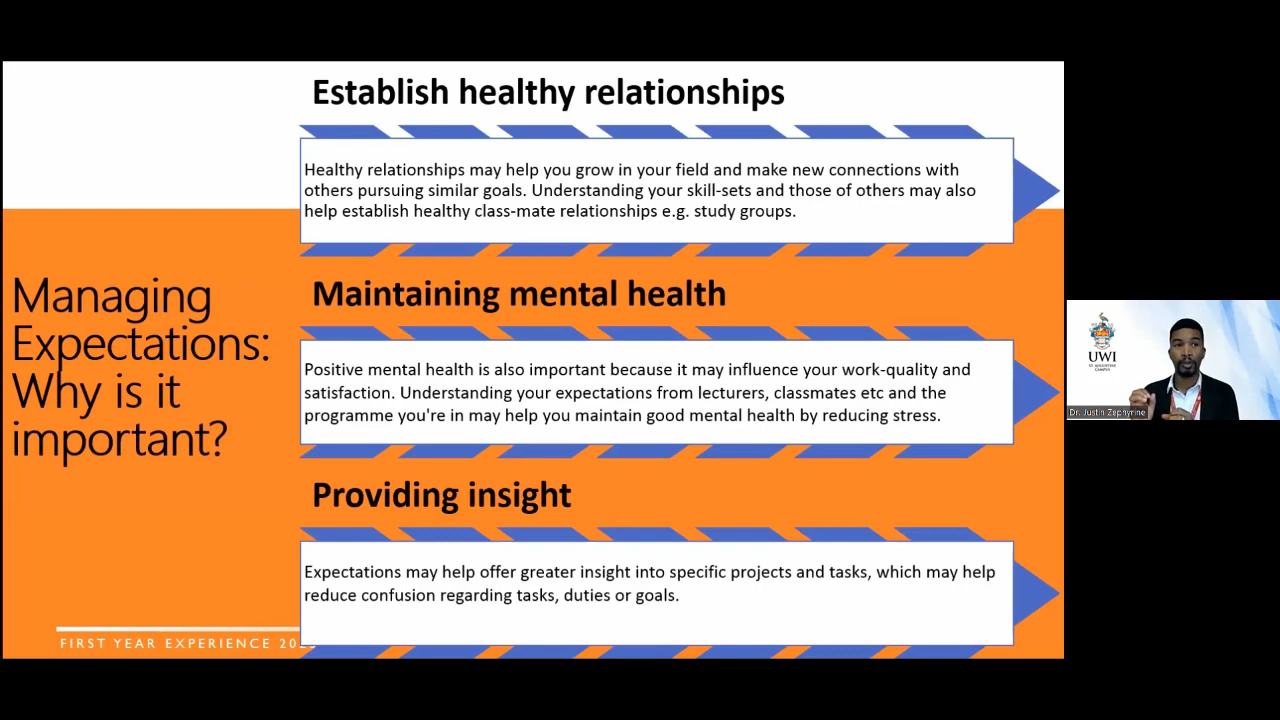 Establish healthy relationships
Healthy relationships may help you grow in your field and make new connections with
others pursuing similar goals. Understanding your skill-sets and those of others may also
help establish healthy class-mate relationships e.g. study groups.
Managing
Expectations:
Why is it
important?
Maintaining mental health
Positive mental health is also important because it may influence your work-quality and
satisfaction. Understanding your expectations from lecturers, classmates etc and the
programme you're in may help you maintain good mental health by reducing stress.
Providing insight
Expectations may help offer greater insight into specific projects and tasks, which may help
reduce confusion regarding tasks, duties or goals.
FIRST YEAR EXPERIENCE
UWI
ST. AUGUSTINE
CAMPUS
Dr. Justin Zephyrine